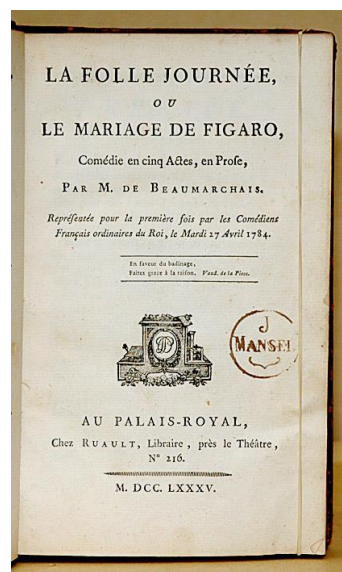 LA FOLLE JOURNÉE,
OU
LE MARIAGE DE FIGARO,
Comédie en cinq Actes, en Prose,
PAR M. DE BEAUMARCHAIS.
Représentée pour la première fois par les Comédiens
Français ordinaires du Roi, le Mardi 27 Avril 1784.
En faveur du badinage,
Faites grace à la raison. Vaud. de la Piece.
J
MANSEL
AU PALAIS-ROYAL,
Chez RUAULT, Libraire, près le Théâtre,
N° 216.
M. DCC. LXXXV.